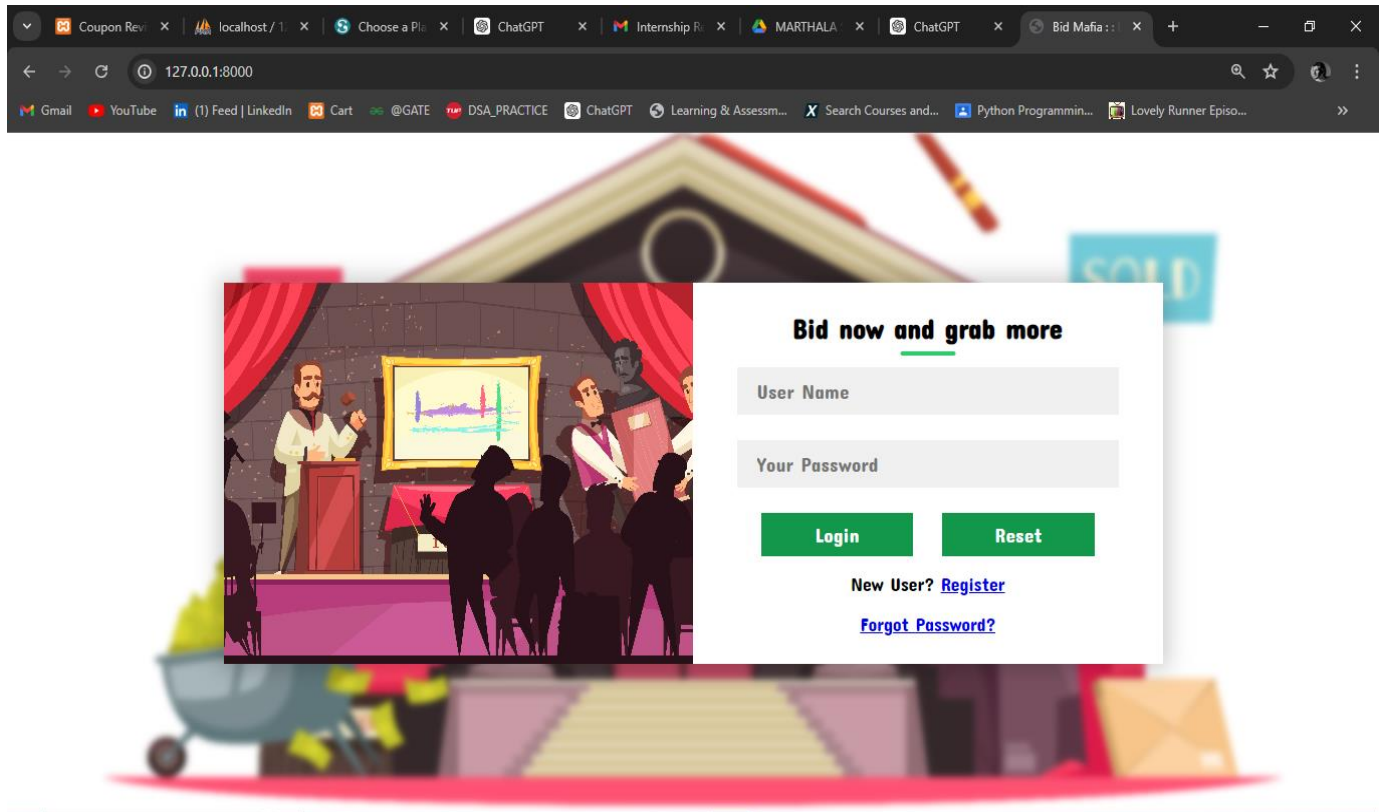 Coupon Revi
localhost / 1
Choose a Pla
ChatGPT
Internship Re
MARTHALA
ChatGPT
Bid Mafia : :
127.0.0.1:8000
Gmail
YouTube
(1) Feed | LinkedIn
Cart
@GATE
DSA_PRACTICE
ChatGPT
Learning & Assessm...
Search Courses and...
Python Programmin...
Lovely Runner Episo...
SOLD
Bid now and grab more
User Name
Your Password
Login
Reset
New User? Register
Forgot Password?